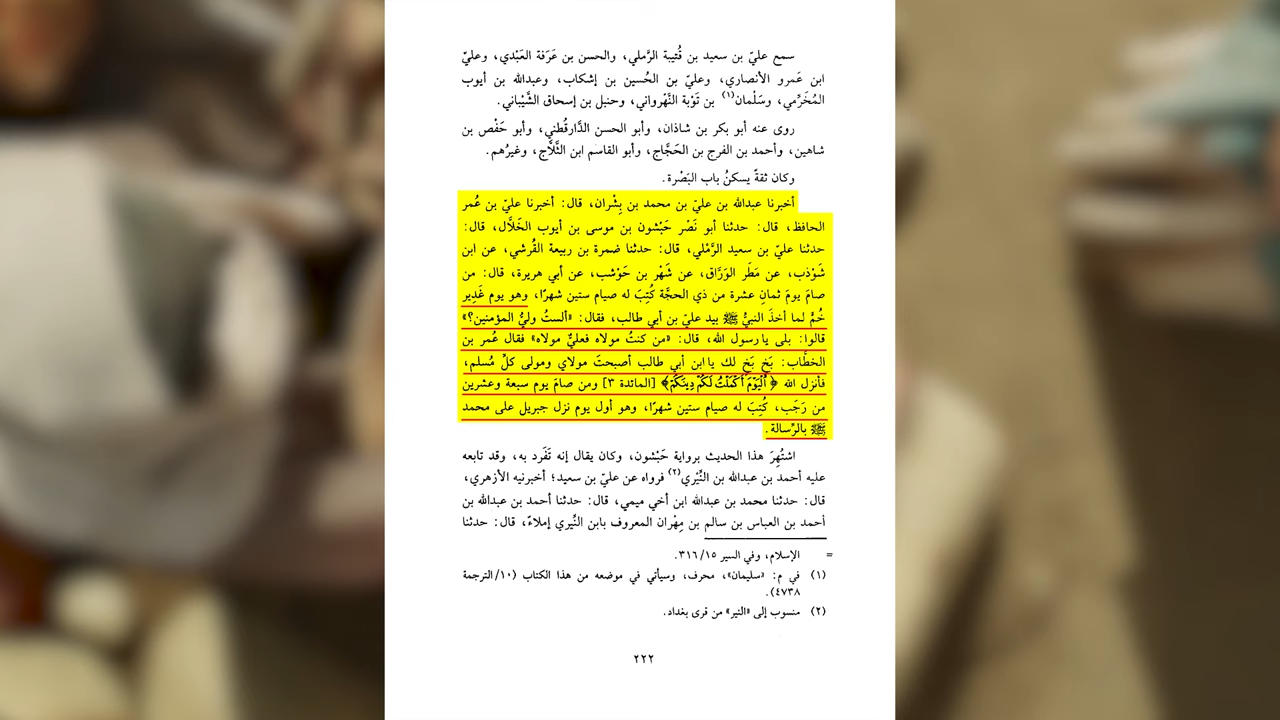 سمع عليّ بن سعيد بن قُتيبة الرَّملي، والحسن بن عَرَفة العَبْدي، وعليّ
ابن عَمرو الأنصاري، وعليّ بن الحُسين بن إشكاب، وعبدالله بن أيوب
المُخَرِّمي، وسَلْمان(١) بن تَوْبة النَّهْرواني، وحنبل بن إسحاق الشَّيْباني.
روى عنه أبو بكر بن شاذان، وأبو الحسن الدَّارقُطني، وأبو حَفْص بن
شاهين، وأحمد بن الفرج بن الحَجَّاج، وأبو القاسم ابن الثَّلَّاج، وغيرُهم.
وكان ثقةً يسكنُ باب البَصْرة.
أخبرنا عبدالله بن عليّ بن محمد بن بِشْران، قال: أخبرنا عليّ بن عُمر
الحافظ، قال: حدثنا أبو نَصْر حَبْشون بن موسى بن أيوب الخَلَّال، قال:
حدثنا عليّ بن سعيد الرَّمْلي، قال: حدثنا ضمرة بن ربيعة القُرشي، عن ابن
شَوْذب، عن مَطَر الوَرَّاق، عن شَهْر بن حَوْشب، عن أبي هريرة، قال: من
صامَ يومَ ثمانِ عشرة من ذي الحجَّة كُتِبَ له صيام ستين شهرًا، وهو يوم غَدِير
خُمٍّ لما أخذَ النبيُّ ﷺ بيد عليّ بن أبي طالب، فقال: «ألستُ وليُّ المؤمنين؟»
قالوا: بلى يارسول الله، قال: «من كنتُ مولاه فعليٌّ مولاه» فقال عُمر بن
الخطَّاب: بَخٍ بَخٍ لك يا ابن أبي طالب أصبحتَ مولاي ومولى كلِّ مُسلم،
فأنزل الله ﴿ٱلۡيَوۡمَ أَكۡمَلۡتُ لَكُمۡ دِينَكُمۡ﴾ [المائدة ٣] ومن صامَ يوم سبعة وعشرين
من رَجَب، كُتِبَ له صيام ستين شهرًا، وهو أول يوم نزل جبريل على محمد
ﷺ بالرِّسالة.
اشتُهِرَ هذا الحديث برواية حَبْشون، وكان يقال إنه تَفَرد به، وقد تابعه
عليه أحمد بن عبدالله بن النِّيْري(٢) فرواه عن عليّ بن سعيد؛ أخبرنيه الأزهري،
قال: حدثنا محمد بن عبدالله ابن أخي ميمي، قال: حدثنا أحمد بن عبدالله بن
أحمد بن العباس بن سالم بن مِهْران المعروف بابن النِّيري إملاءً، قال: حدثنا
= الإسلام، وفي السير ١٥/ ٣١٦.
(١) في م: «سليمان»، محرف، وسيأتي في موضعه من هذا الكتاب (١٠/ الترجمة
٤٧٣٨).
(٢) منسوب إلى «النير» من قرى بغداد.
٢٢٢